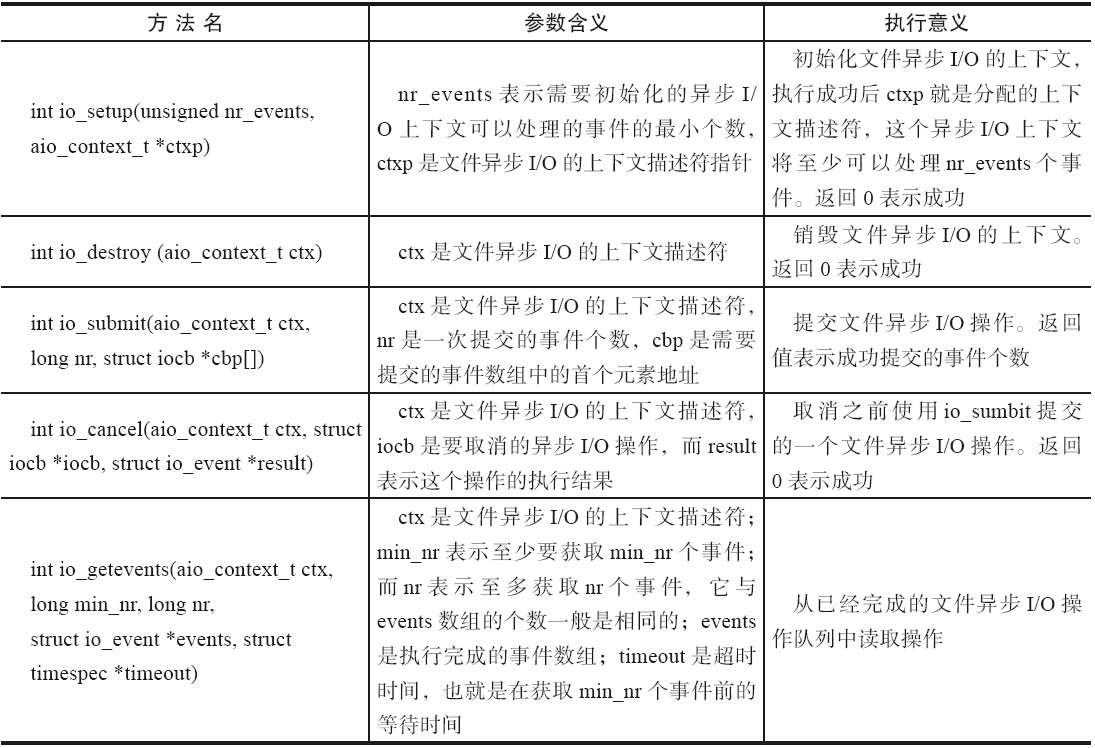 方 法 名
参数含义
执行意义
int io_setup(unsigned nr_events,
aio_context_t *ctxp)
nr_events 表示需要初始化的异步 I/
O 上下文可以处理的事件的最小个数，
ctxp 是文件异步 I/O 的上下文描述符指针
初始化文件异步 I/O 的上下文，
执行成功后 ctxp 就是分配的上下
文描述符，这个异步 I/O 上下文
将至少可以处理 nr_events 个事
件。返回 0 表示成功
int io_destroy (aio_context_t ctx)
ctx 是文件异步 I/O 的上下文描述符
销毁文件异步 I/O 的上下文。
返回 0 表示成功
int io_submit(aio_context_t ctx,
long nr, struct iocb *cbp[])
ctx 是文件异步 I/O 的上下文描述符，
nr 是一次提交的事件个数，cbp 是需要
提交的事件数组中的首个元素地址
提交文件异步 I/O 操作。返回
值表示成功提交的事件个数
int io_cancel(aio_context_t ctx, struct
iocb *iocb, struct io_event *result)
ctx 是文件异步 I/O 的上下文描述符，
iocb 是要取消的异步 I/O 操作，而 result
表示这个操作的执行结果
取消之前使用 io_sumbit 提交
的一个文件异步 I/O 操作。返回
0 表示成功
int io_getevents(aio_context_t ctx,
long min_nr, long nr,
struct io_event *events, struct
timespec *timeout)
ctx 是文件异步 I/O 的上下文描述符；
min_nr 表示至少要获取 min_nr 个事件；
而 nr 表示至多获取 nr 个事件，它与
events 数组的个数一般是相同的；events
是执行完成的事件数组；timeout 是超时
时间，也就是在获取 min_nr 个事件前的
等待时间
从已经完成的文件异步 I/O 操
作队列中读取操作